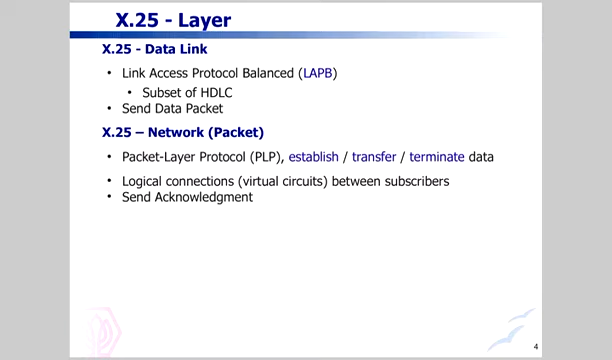 X.25 - Layer
X.25 - Data Link
• Link Access Protocol Balanced (LAPB)
• Subset of HDLC
• Send Data Packet
X.25 – Network (Packet)
• Packet-Layer Protocol (PLP), establish / transfer / terminate data
• Logical connections (virtual circuits) between subscribers
• Send Acknowledgment
4